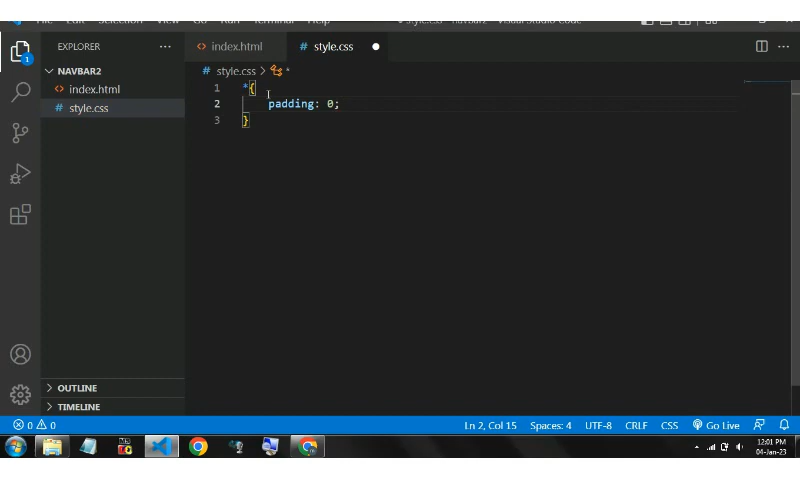 File Edit Selection View Go Run Terminal Help style.css - navbar2 - Visual Studio Code
EXPLORER ... <> index.html # style.css ●
NAVBAR2 # style.css > *
<> index.html 1 *{
# style.css 2 padding: 0;
3 }
1
OUTLINE
TIMELINE
0 0 Ln 2, Col 15 Spaces: 4 UTF-8 CRLF CSS Go Live
12:01 PM
04-Jan-23